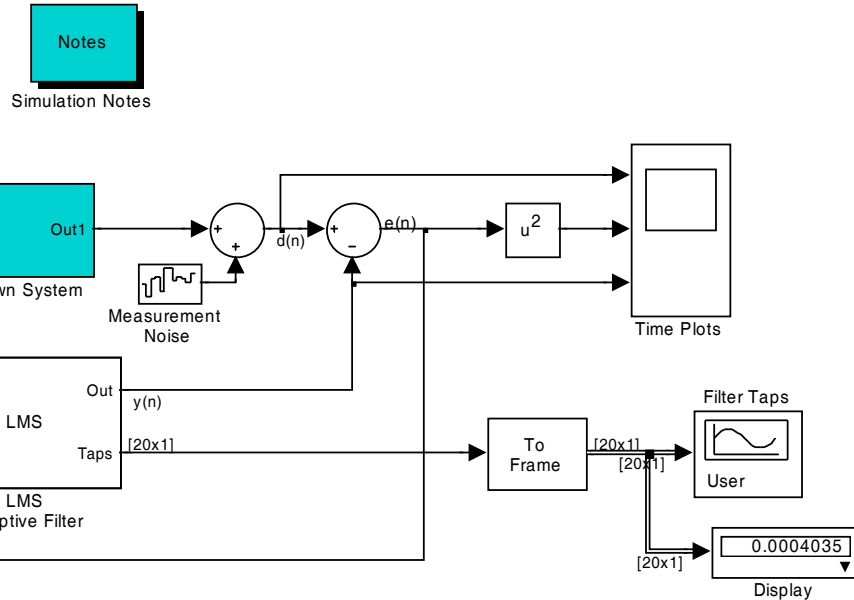 Notes
Simulation Notes
Out1
+
+
d(n)
+
−
e(n)
u2
wn System
Measurement
Noise
Time Plots
Out
y(n)
LMS
Taps
[20x1]
LMS
ptive Filter
To
Frame
[20x1]
[20x1]
Filter Taps
User
[20x1]
0.0004035
Display